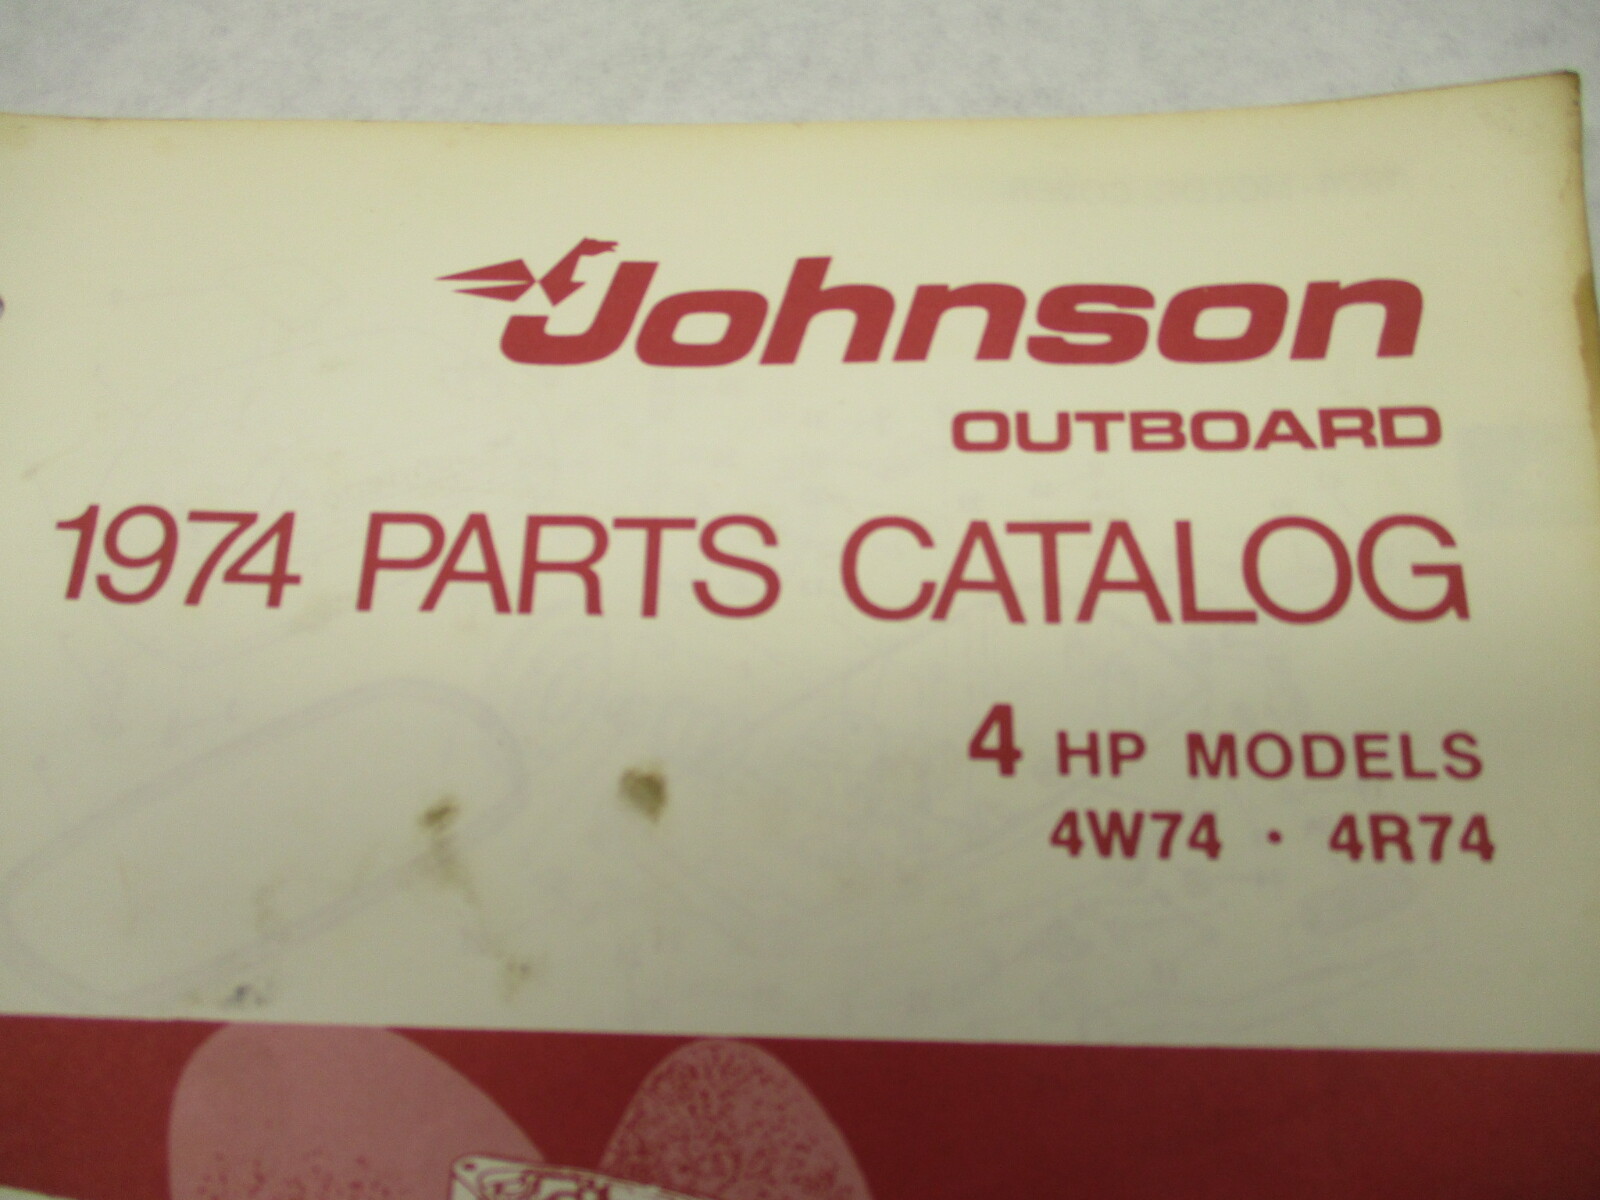 Johnson
OUTBOARD
1974 PARTS CATALOG
4 HP MODELS
4W74 • 4R74